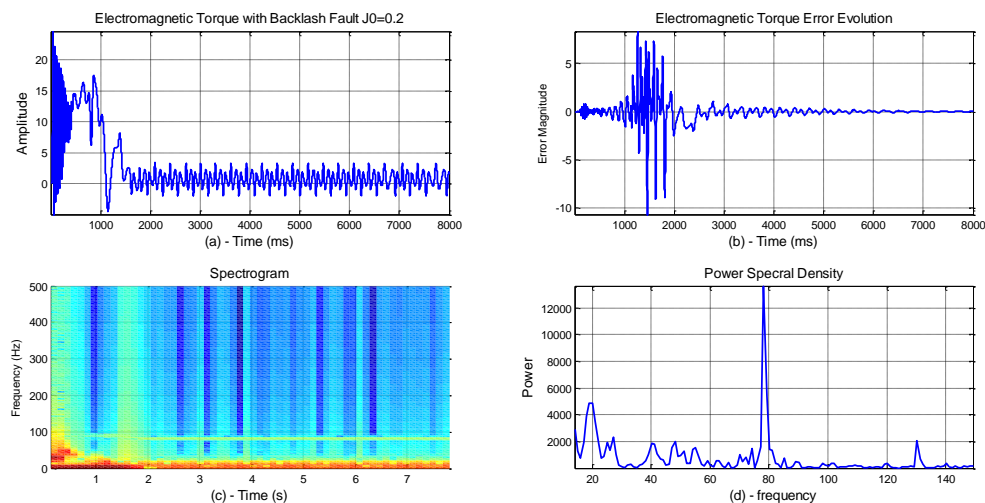 Electromagnetic Torque with Backlash Fault J0=0.2
Amplitude
20
15
10
5
0
1000 2000 3000 4000 5000 6000 7000 8000
(a) - Time (ms)
Electromagnetic Torque Error Evolution
Error Magnitude
5
0
-5
-10
1000 2000 3000 4000 5000 6000 7000 8000
(b) - Time (ms)
Spectrogram
Frequency (Hz)
500
400
300
200
100
0
1 2 3 4 5 6 7
(c) - Time (s)
Power Spectral Density
Power
12000
10000
8000
6000
4000
2000
20 40 60 80 100 120 140
(d) - frequency